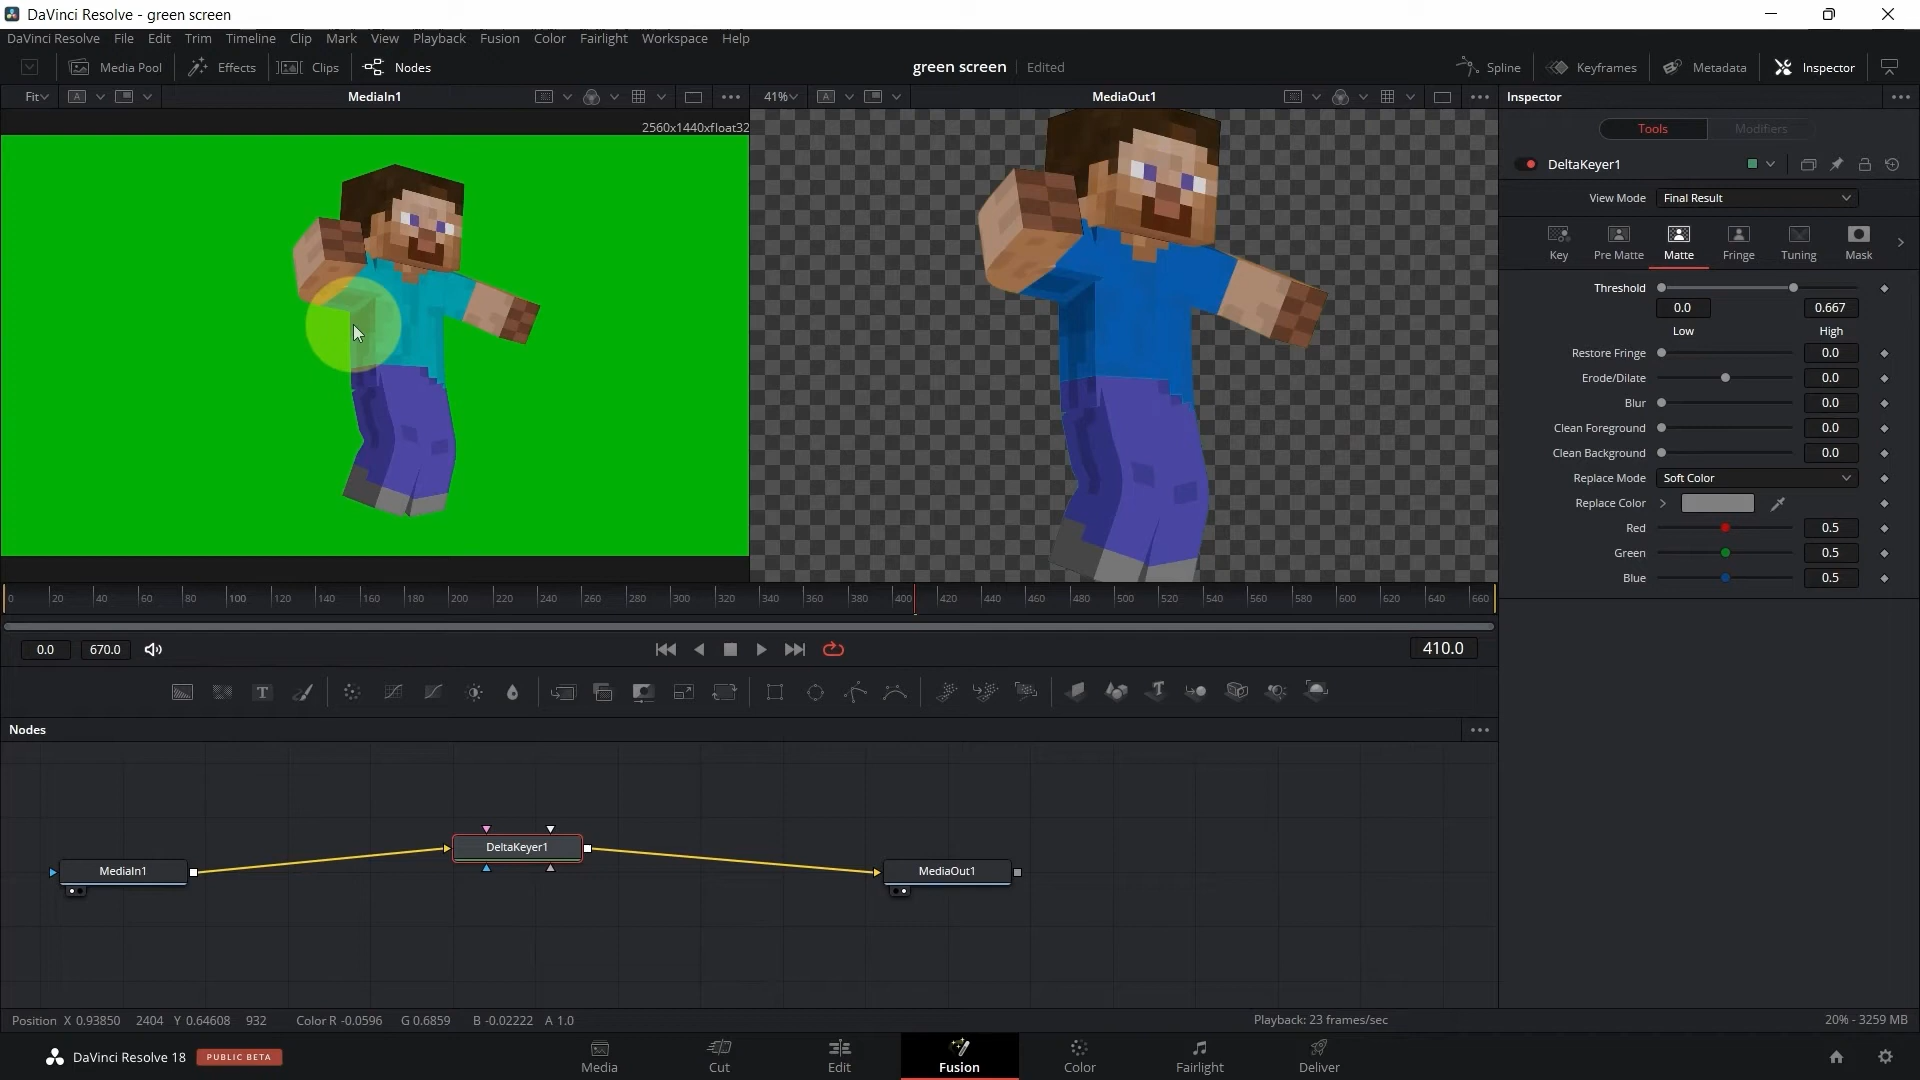 DaVinci Resolve - green screen
DaVinci Resolve File Edit Trim Timeline Clip Mark View Playback Fusion Color Fairlight Workspace Help
Media Pool Effects Clips Nodes green screen Edited Spline Keyframes Metadata Inspector
Fit A MediaIn1 41% A MediaOut1 Inspector
2560x1440xfloat32
Tools Modifiers
DeltaKeyer1
View Mode Final Result
Key Pre Matte Matte Fringe Tuning Mask
Threshold
0.0 0.667
Low High
Restore Fringe 0.0
Erode/Dilate 0.0
Blur 0.0
Clean Foreground 0.0
Clean Background 0.0
Replace Mode Soft Color
Replace Color
Red 0.5
Green 0.5
Blue 0.5
0 20 40 60 80 100 120 140 160 180 200 220 240 260 280 300 320 340 360 380 400 420 440 460 480 500 520 540 560 580 600 620 640 660
0.0 670.0 410.0
T T
Nodes
DeltaKeyer1
MediaIn1 MediaOut1
Position X 0.93850 2404 Y 0.64608 932 Color R -0.0596 G 0.6859 B -0.02222 A 1.0 Playback: 23 frames/sec 20% - 3259 MB
DaVinci Resolve 18 PUBLIC BETA Media Cut Edit Fusion Color Fairlight Deliver